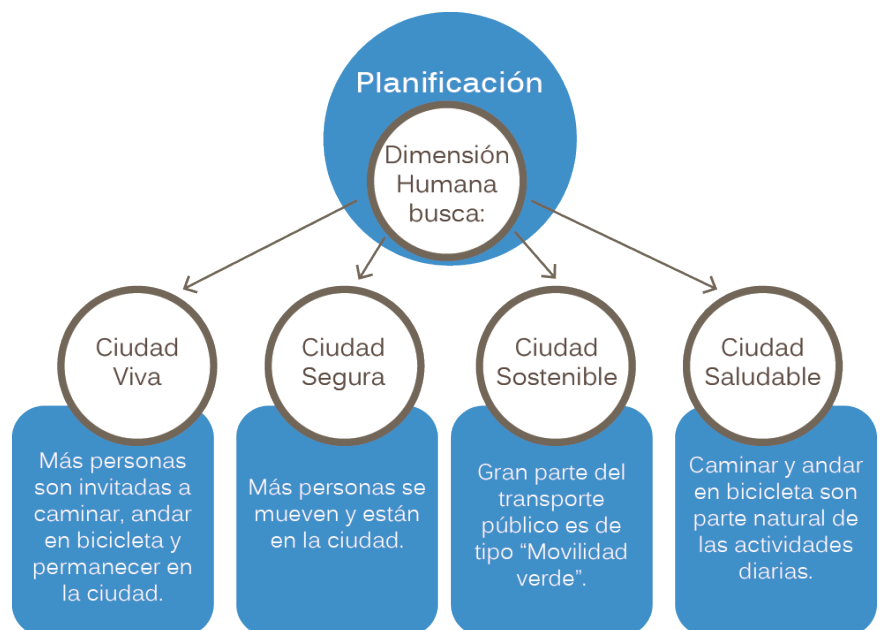 Planificación
Dimensión
Humana
busca:
Ciudad
Viva
Más personas
son invitadas a
caminar, andar
en bicicleta y
permanecer en
la ciudad.
Ciudad
Segura
Más personas se
mueven y están
en la ciudad.
Ciudad
Sostenible
Gran parte del
transporte
público es de
tipo “Movilidad
verde”.
Ciudad
Saludable
Caminar y andar
en bicicleta son
parte natural de
las actividades
diarias.